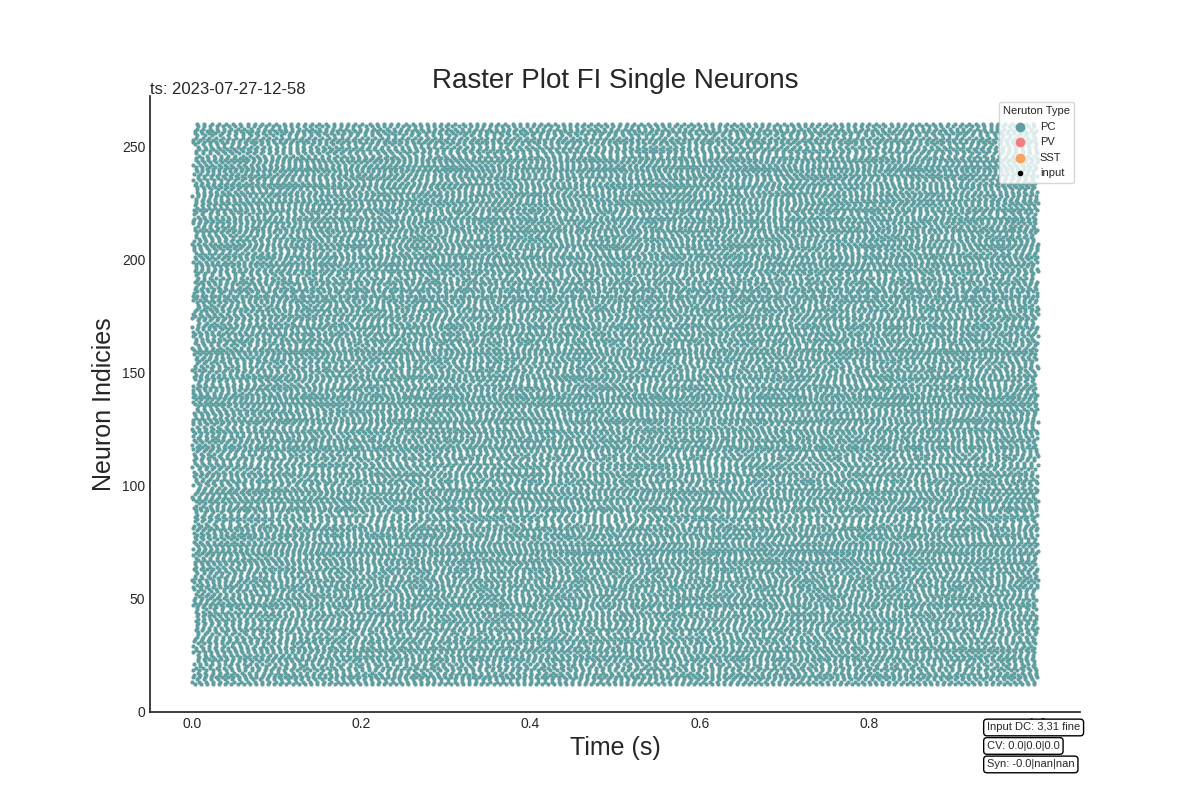 Raster Plot FI Single Neurons
ts: 2023-07-27-12-58
Neruton Type
PC
PV
SST
input
Neuron Indicies
250
200
150
100
50
0
0.0 0.2 0.4 0.6 0.8
Time (s)
Input DC: 3,31 fine
CV: 0.0|0.0|0.0
Syn: -0.0|nan|nan